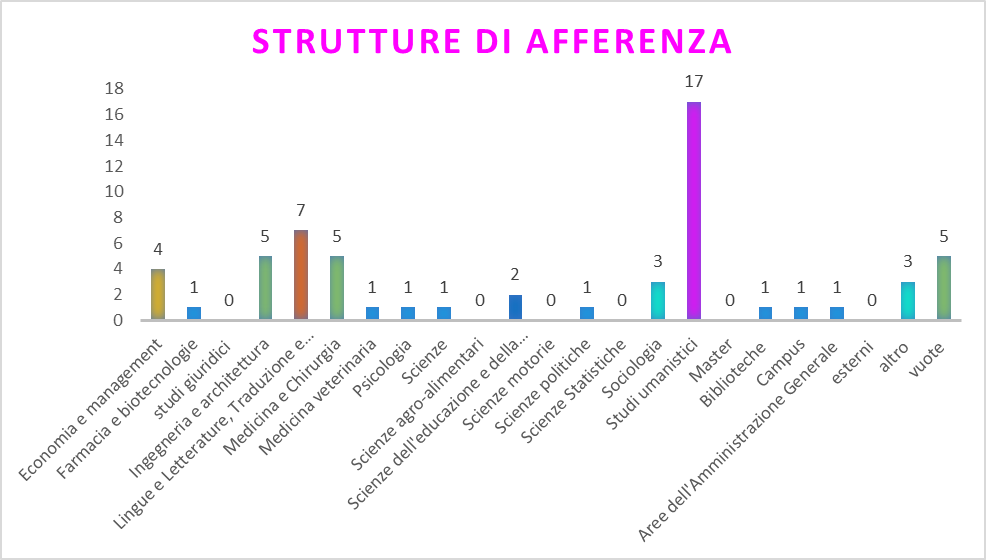 STRUTTURE DI AFFERENZA
18
16
14
12
10
8
6
4
2
0
4
1
0
5
7
5
1
1
1
0
2
0
1
0
3
17
0
1
1
1
0
3
5
Economia e management
Farmacia e biotecnologie
studi giuridici
Ingegneria e architettura
Lingue e Letterature, Traduzione e...
Medicina e Chirurgia
Medicina veterinaria
Psicologia
Scienze
Scienze agro-alimentari
Scienze dell'educazione e della...
Scienze motorie
Scienze politiche
Scienze Statistiche
Sociologia
Studi umanistici
Master
Biblioteche
Campus
Aree dell'Amministrazione Generale
esterni
altro
vuote